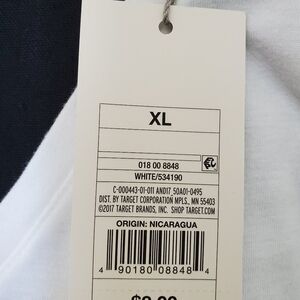 XL
018 00 8848
WHITE/534190
C-000443-01-011 AND17_50A01-0495
DIST. BY TARGET CORPORATION MPLS., MN 55403
©2017 TARGET BRANDS, INC. SHOP TARGET.COM
ORIGIN: NICARAGUA
4 90180 08848 4